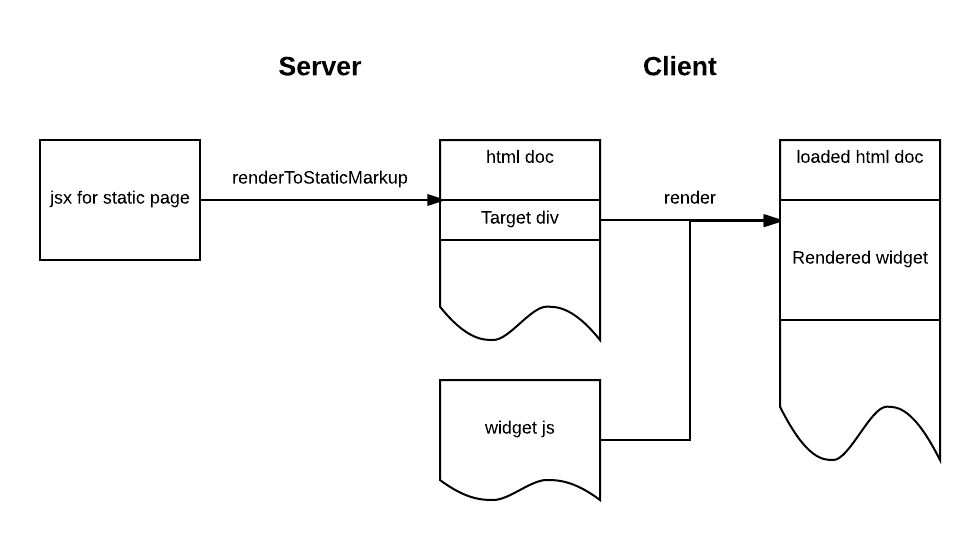 Server
Client
jsx for static page
renderToStaticMarkup
html doc
Target div
render
loaded html doc
Rendered widget
widget js